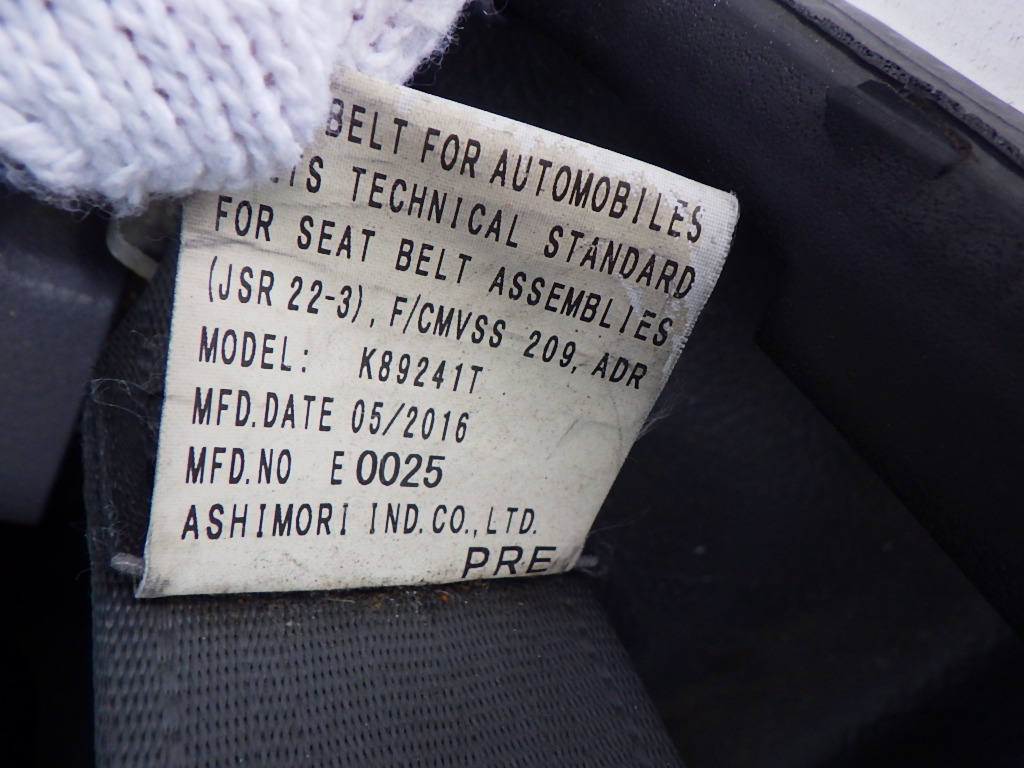 BELT FOR AUTOMOBILES
TECHNICAL STANDARD
FOR SEAT BELT ASSEMBLIES
(JSR 22-3), F/CMVSS 209, ADR
MODEL: K89241T
MFD.DATE 05/2016
MFD.NO E 0025
ASHIMORI IND.CO.,LTD.
PRE